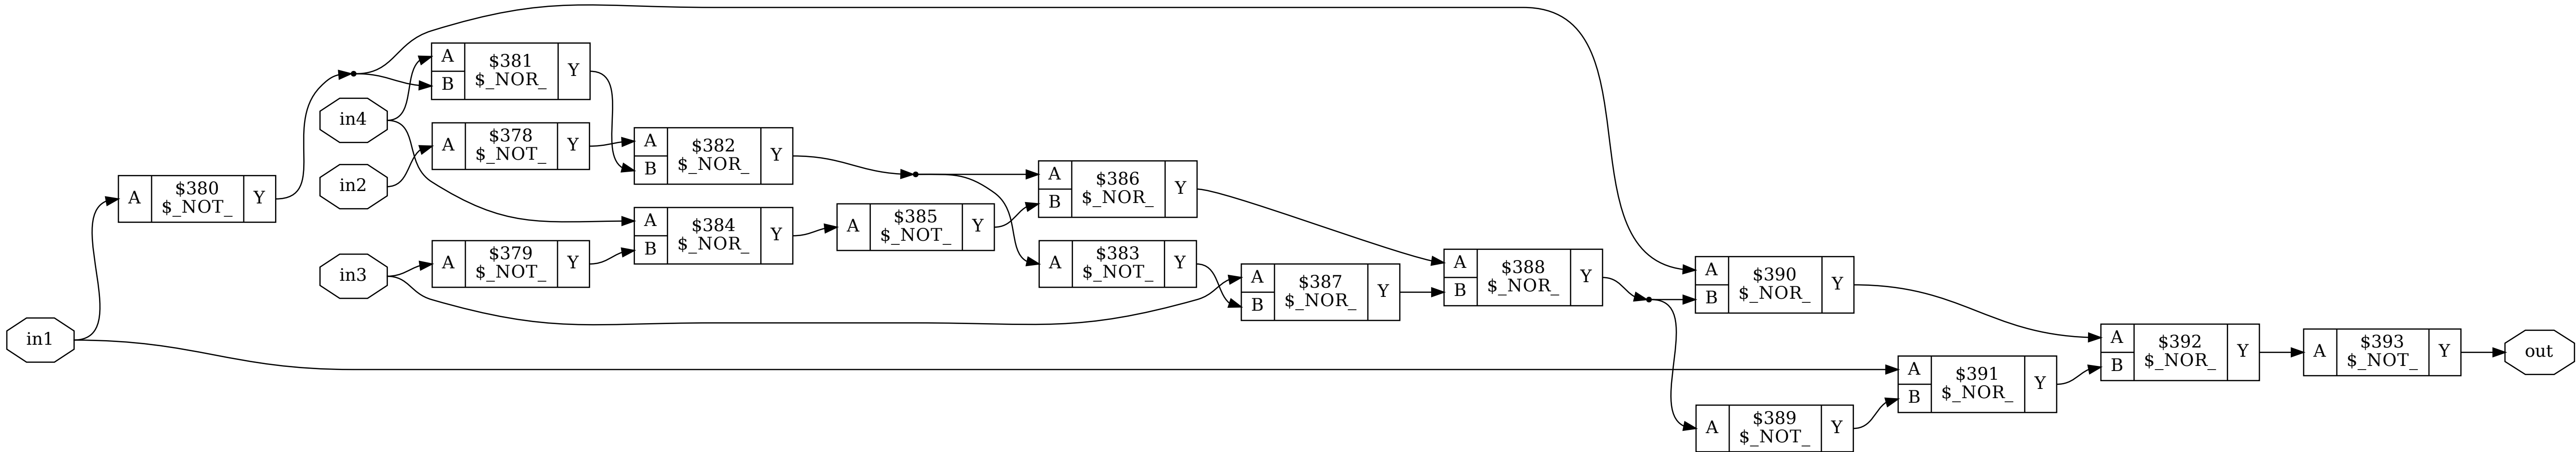 A
B
$381
$_NOR_
Y
in4
A
$378
$_NOT_
Y
A
B
$382
$_NOR_
Y
in2
A
$380
$_NOT_
Y
A
B
$386
$_NOR_
Y
A
B
$384
$_NOR_
Y
A
$385
$_NOT_
Y
in3
A
$379
$_NOT_
Y
A
$383
$_NOT_
Y
A
B
$387
$_NOR_
Y
A
B
$388
$_NOR_
Y
A
B
$390
$_NOR_
Y
in1
A
B
$391
$_NOR_
Y
A
$389
$_NOT_
Y
A
B
$392
$_NOR_
Y
A
$393
$_NOT_
Y
out